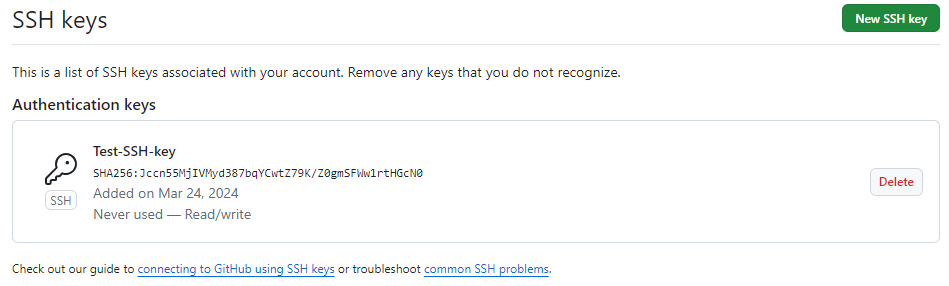 SSH keys
New SSH key
This is a list of SSH keys associated with your account. Remove any keys that you do not recognize.
Authentication keys
Test-SSH-key
SHA256:Jccn55MjIVMyd387bqYCwtZ79K/Z0gmSFWw1rtHGcN0
Added on Mar 24, 2024
SSH
Never used — Read/write
Delete
Check out our guide to connecting to GitHub using SSH keys or troubleshoot common SSH problems.